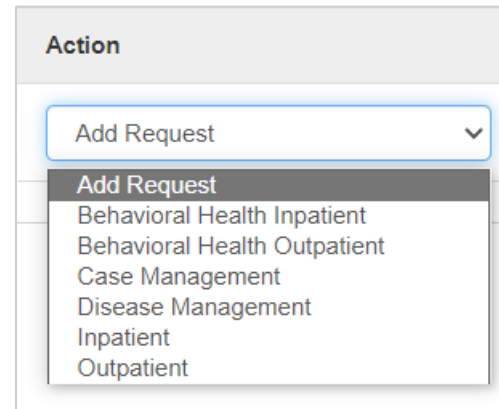 Action
Add Request
Add Request
Behavioral Health Inpatient
Behavioral Health Outpatient
Case Management
Disease Management
Inpatient
Outpatient